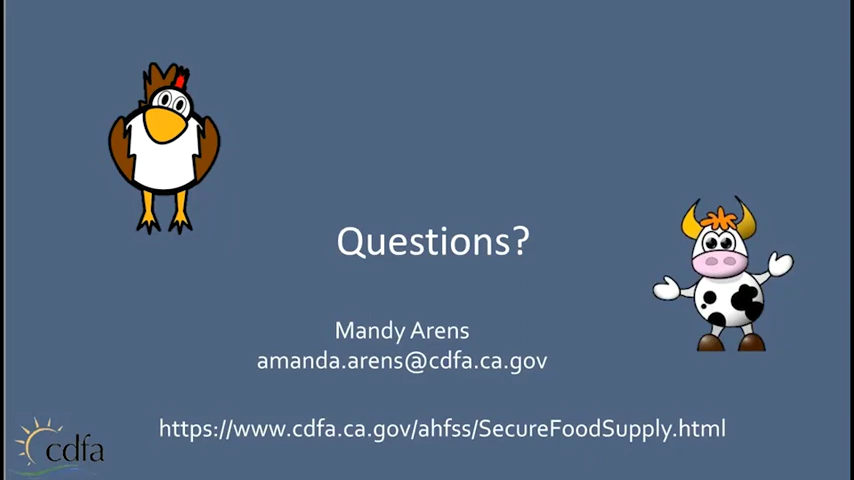 Questions?
Mandy Arens
amanda.arens@cdfa.ca.gov
https://www.cdfa.ca.gov/ahfss/SecureFoodSupply.html
cdfa